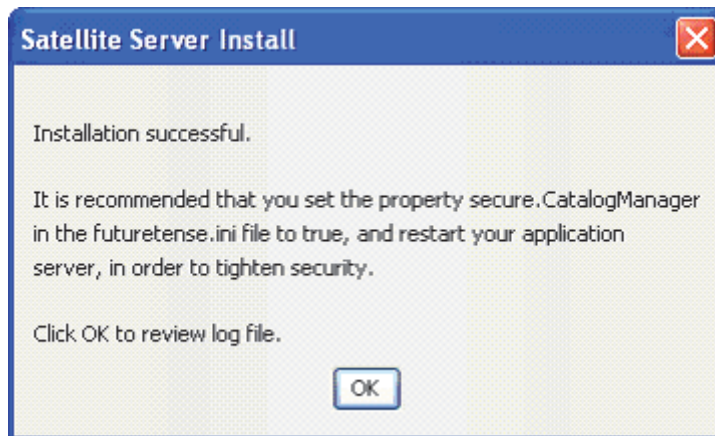 Satellite Server Install
Installation successful.
It is recommended that you set the property secure.CatalogManager
in the futuretense.ini file to true, and restart your application
server, in order to tighten security.
Click OK to review log file.
OK